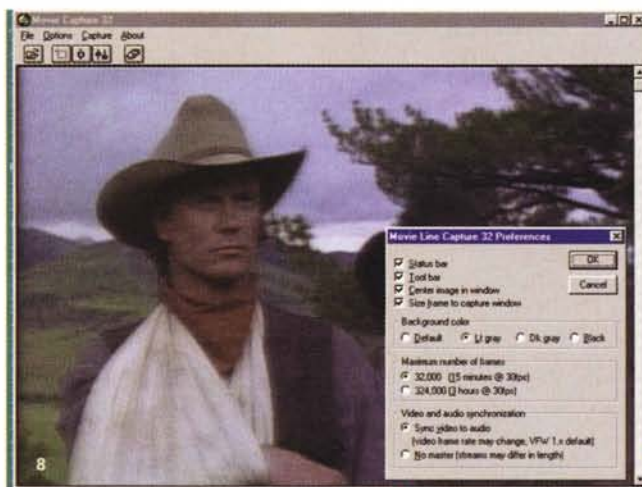 Movie Capture 32
File Options Capture About
Movie Line Capture 32 Preferences
Status bar
Tool bar
Center image in window
Size frame to capture window
OK
Cancel
Background color
Default Lt gray Dk gray Black
Maximum number of frames
32,000 (15 minutes @ 30fps)
324,000 (3 hours @ 30fps)
Video and audio synchronization
Sync video to audio
(video frame rate may change, VFW 1.x default)
No master (streams may differ in length)
8